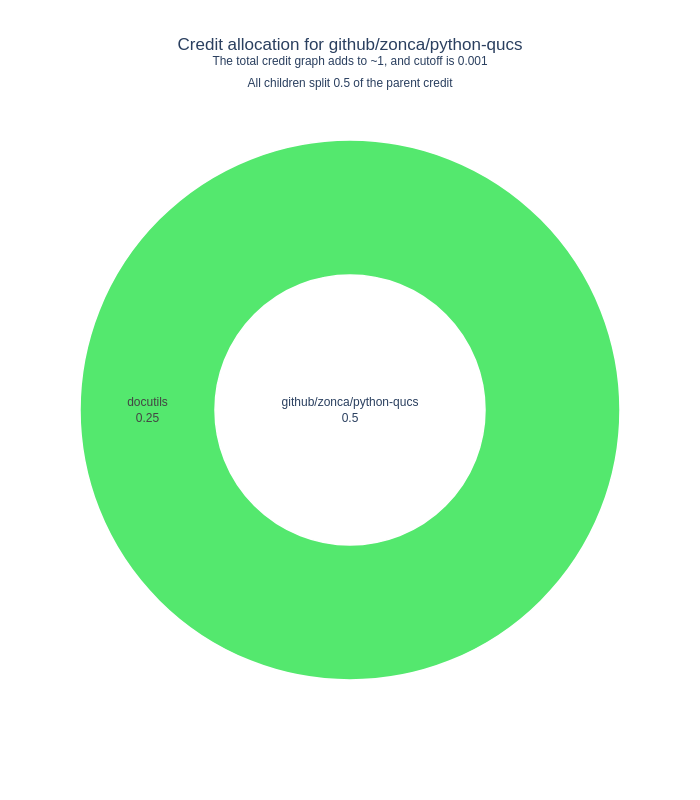 Credit allocation for github/zonca/python-qucs
The total credit graph adds to ~1, and cutoff is 0.001
All children split 0.5 of the parent credit
docutils
0.25
github/zonca/python-qucs
0.5